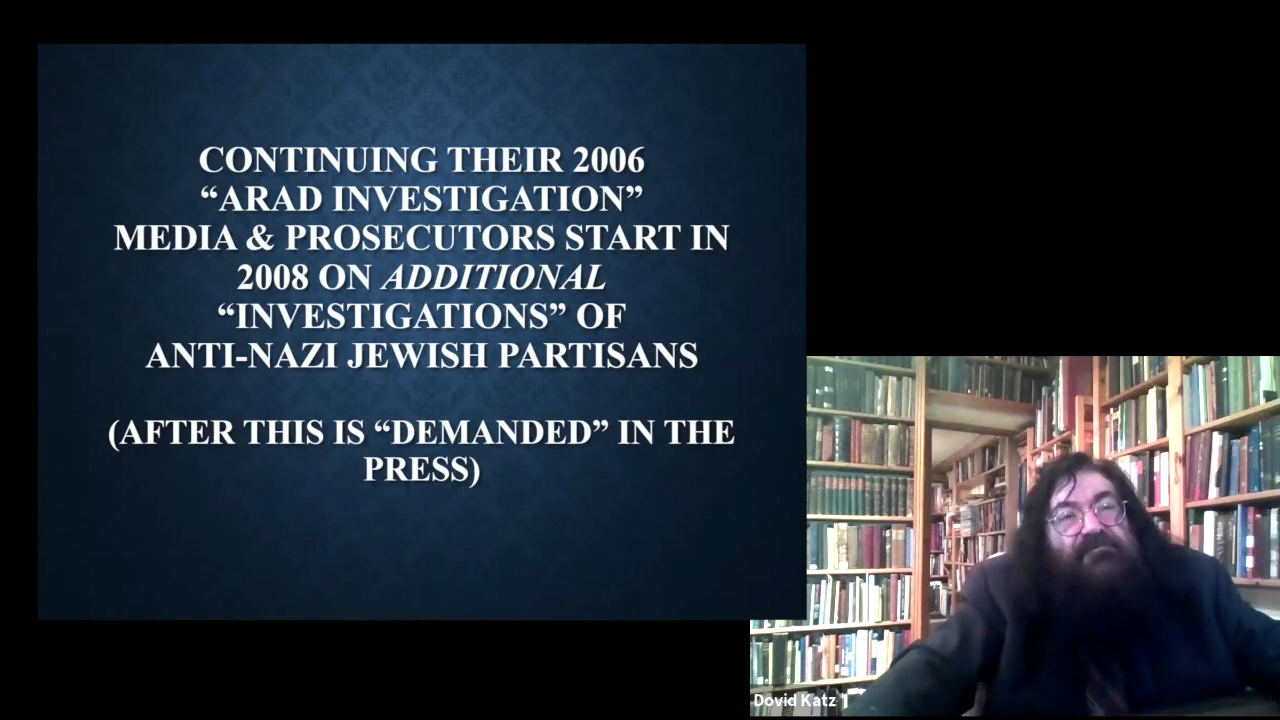 CONTINUING THEIR 2006
“ARAD INVESTIGATION”
MEDIA & PROSECUTORS START IN
2008 ON ADDITIONAL
“INVESTIGATIONS” OF
ANTI-NAZI JEWISH PARTISANS
(AFTER THIS IS “DEMANDED” IN THE
PRESS)
Dovid Katz